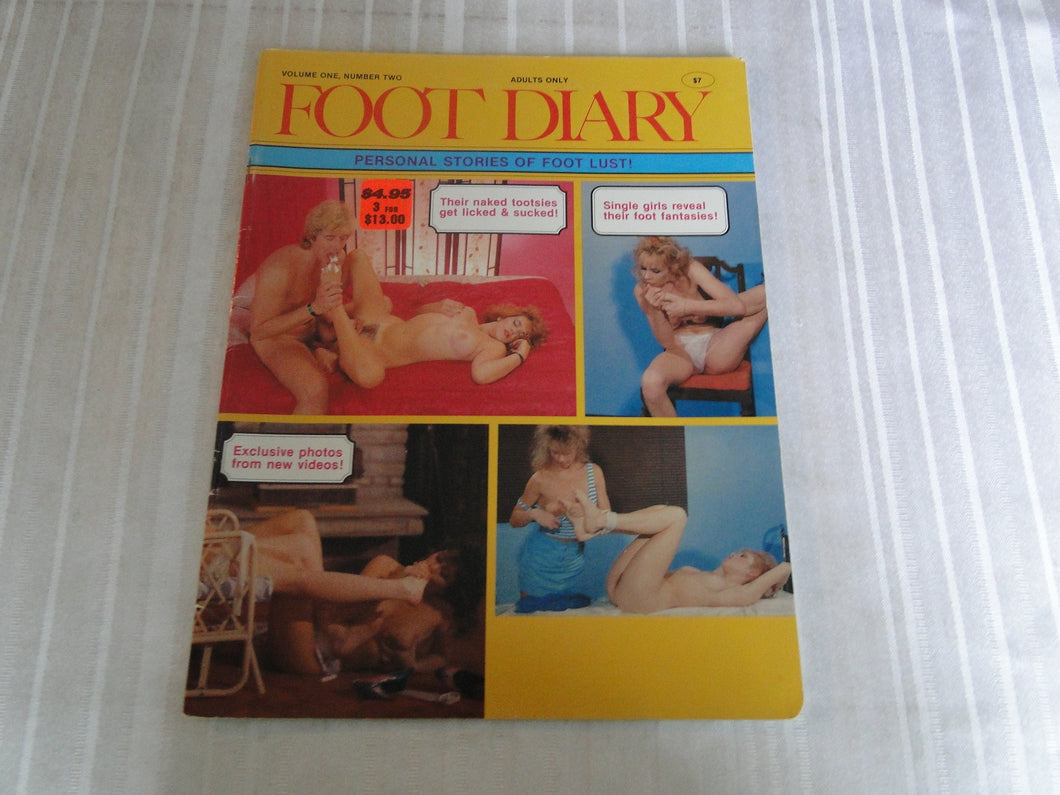 VOLUME ONE, NUMBER TWO
ADULTS ONLY
$7
FOOT DIARY
PERSONAL STORIES OF FOOT LUST!
$4.95
3 FOR
$13.00
Their naked tootsies
get licked & sucked!
Single girls reveal
their foot fantasies!
Exclusive photos
from new videos!